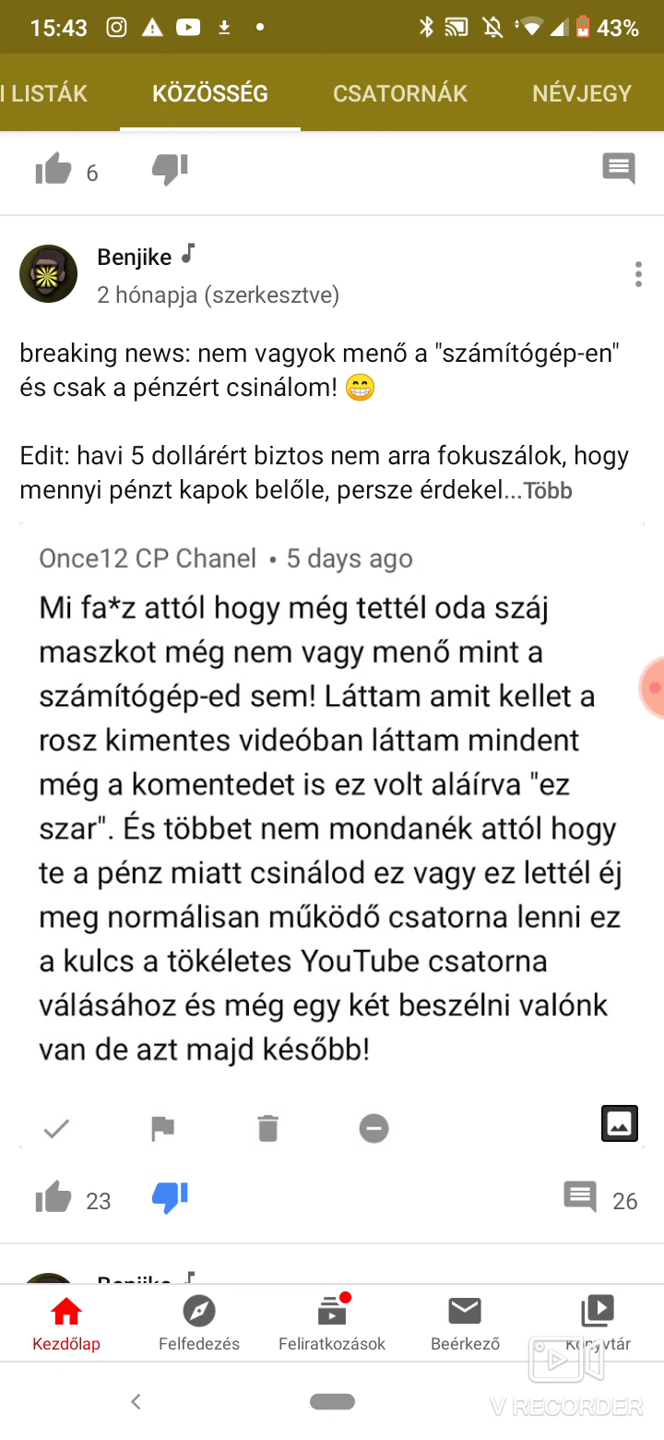 15:43
43%
I LISTÁK KÖZÖSSÉG CSATORNÁK NÉVJEGY
6
Benjike
2 hónapja (szerkesztve)
breaking news: nem vagyok menő a "számítógép-en"
és csak a pénzért csinálom! 😁
Edit: havi 5 dollárért biztos nem arra fokuszálok, hogy
mennyi pénzt kapok belőle, persze érdekel...Több
Once12 CP Chanel • 5 days ago
Mi fa*z attól hogy még tettél oda száj
maszkot még nem vagy menő mint a
számítógép-ed sem! Láttam amit kellet a
rosz kimentes videóban láttam mindent
még a komentedet is ez volt aláírva "ez
szar". És többet nem mondanék attól hogy
te a pénz miatt csinálod ez vagy ez lettél éj
meg normálisan működő csatorna lenni ez
a kulcs a tökéletes YouTube csatorna
válásához és még egy két beszélni valónk
van de azt majd később!
23
26
Benjike
Kezdőlap Felfedezés Feliratkozások Beérkező Könyvtár
V RECORDER